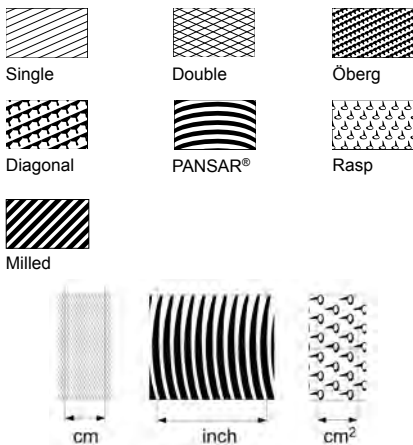 Single Double Öberg
Diagonal PANSAR® Rasp
Milled
cm inch cm²